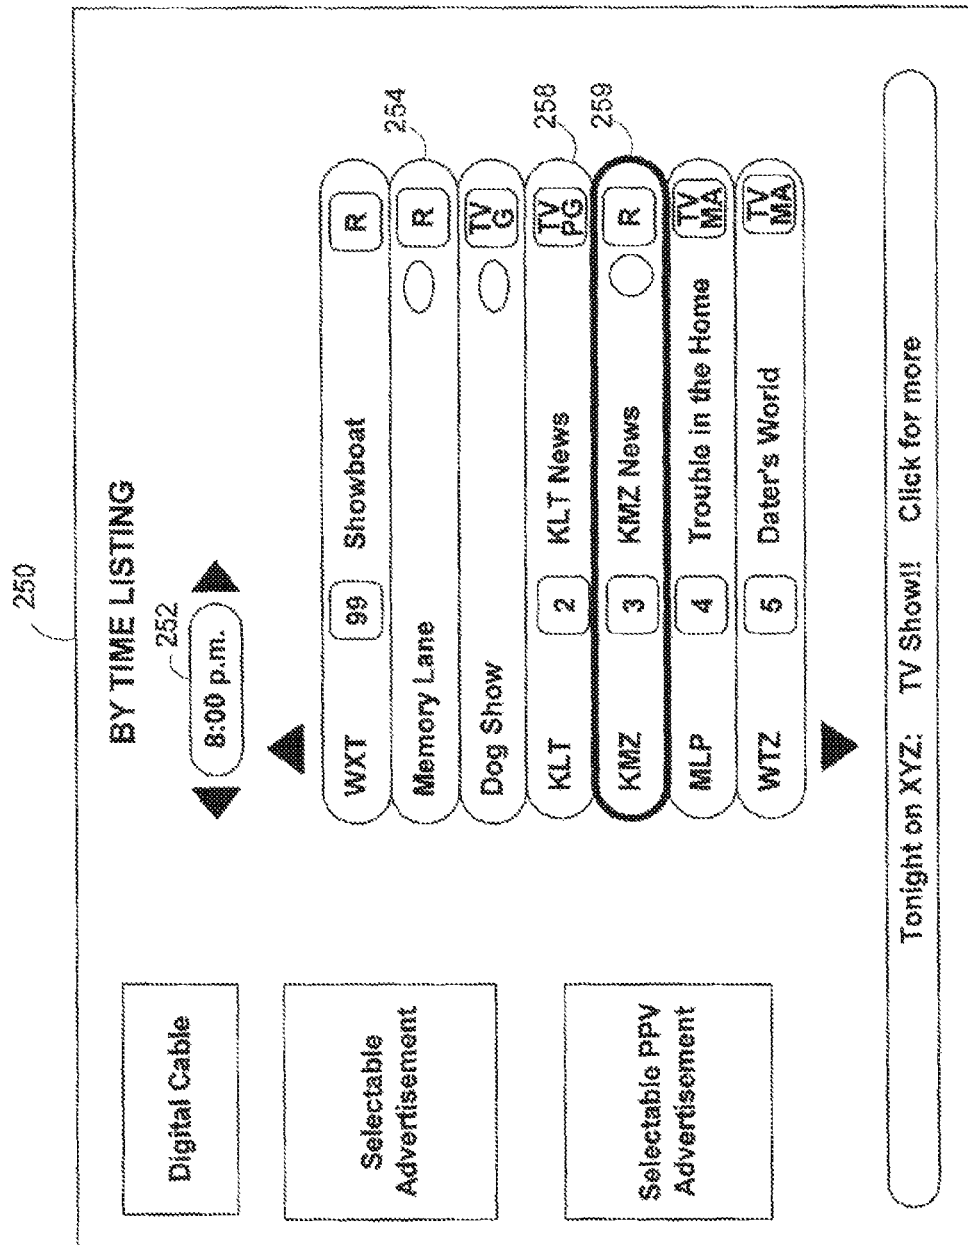 250
BY TIME LISTING
252
8:00 p.m.
Digital Cable
Selectable
Advertisement
Selectable PPV
Advertisement
WXT 99 Showboat R
Memory Lane R
254
Dog Show TV G
KLT 2 KLT News TV PG
258
KMZ 3 KMZ News R
259
MLP 4 Trouble in the Home TV MA
WTZ 5 Dater's World TV MA
Tonight on XYZ: TV Show!! Click for more